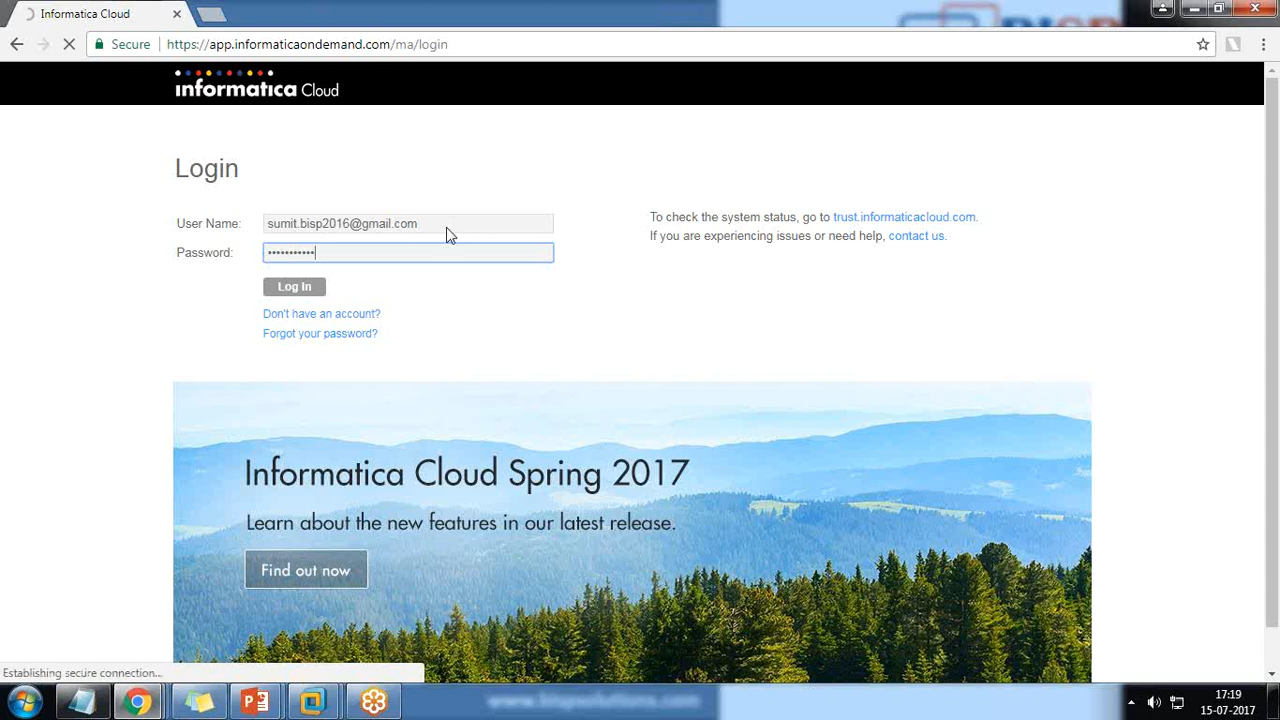 Informatica Cloud
Secure
https://app.informaticaondemand.com/ma/login
informatica Cloud
Login
User Name: sumit.bisp2016@gmail.com
Password: •••••••••••
Log In
Don't have an account?
Forgot your password?
To check the system status, go to trust.informaticacloud.com.
If you are experiencing issues or need help, contact us.
Informatica Cloud Spring 2017
Learn about the new features in our latest release.
Find out now
Establishing secure connection...
www.bispsolutions.com
17:19
15-07-2017